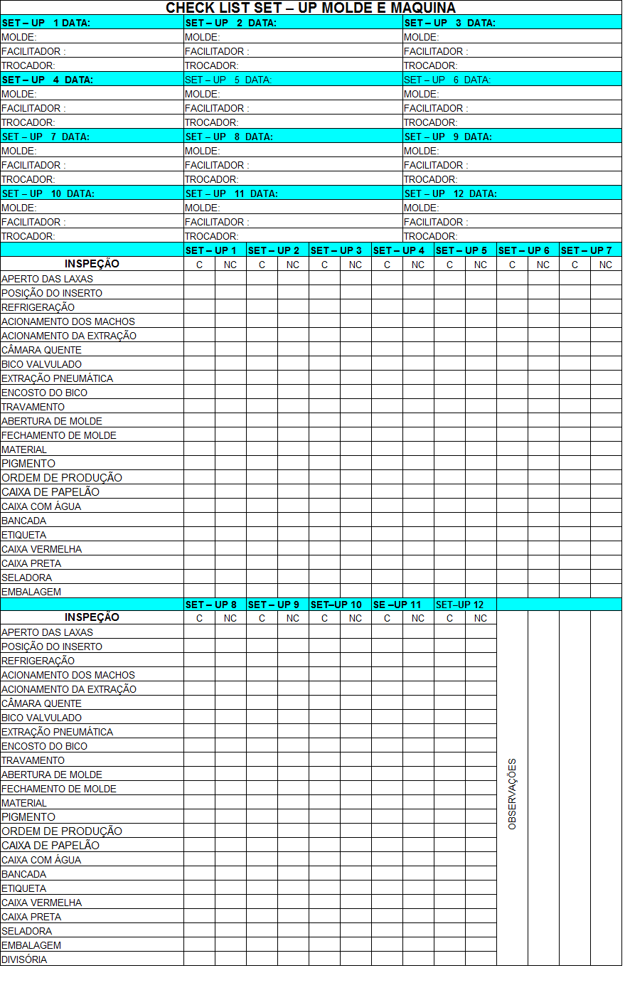 CHECK LIST SET – UP MOLDE E MAQUINA
SET – UP 1 DATA: SET – UP 2 DATA: SET – UP 3 DATA:
MOLDE: MOLDE: MOLDE:
FACILITADOR : FACILITADOR : FACILITADOR :
TROCADOR: TROCADOR: TROCADOR:
SET – UP 4 DATA: SET – UP 5 DATA: SET – UP 6 DATA:
MOLDE: MOLDE: MOLDE:
FACILITADOR : FACILITADOR : FACILITADOR :
TROCADOR: TROCADOR: TROCADOR:
SET – UP 7 DATA: SET – UP 8 DATA: SET – UP 9 DATA:
MOLDE: MOLDE: MOLDE:
FACILITADOR : FACILITADOR : FACILITADOR :
TROCADOR: TROCADOR: TROCADOR:
SET – UP 10 DATA: SET – UP 11 DATA: SET – UP 12 DATA:
MOLDE: MOLDE: MOLDE:
FACILITADOR : FACILITADOR : FACILITADOR :
TROCADOR: TROCADOR: TROCADOR:
SET – UP 1 SET – UP 2 SET – UP 3 SET – UP 4 SET – UP 5 SET – UP 6 SET – UP 7
INSPEÇÃO C NC C NC C NC C NC C NC C NC C NC
APERTO DAS LAXAS
POSIÇÃO DO INSERTO
REFRIGERAÇÃO
ACIONAMENTO DOS MACHOS
ACIONAMENTO DA EXTRAÇÃO
CÂMARA QUENTE
BICO VALVULADO
EXTRAÇÃO PNEUMÁTICA
ENCOSTO DO BICO
TRAVAMENTO
ABERTURA DE MOLDE
FECHAMENTO DE MOLDE
MATERIAL
PIGMENTO
ORDEM DE PRODUÇÃO
CAIXA DE PAPELÃO
CAIXA COM ÁGUA
BANCADA
ETIQUETA
CAIXA VERMELHA
CAIXA PRETA
SELADORA
EMBALAGEM
SET – UP 8 SET – UP 9 SET–UP 10 SE –UP 11 SET–UP 12
INSPEÇÃO C NC C NC C NC C NC C NC
APERTO DAS LAXAS
POSIÇÃO DO INSERTO
REFRIGERAÇÃO
ACIONAMENTO DOS MACHOS
ACIONAMENTO DA EXTRAÇÃO
CÂMARA QUENTE
BICO VALVULADO
EXTRAÇÃO PNEUMÁTICA
ENCOSTO DO BICO
TRAVAMENTO
ABERTURA DE MOLDE
FECHAMENTO DE MOLDE
MATERIAL
PIGMENTO
ORDEM DE PRODUÇÃO
CAIXA DE PAPELÃO
CAIXA COM ÁGUA
BANCADA
ETIQUETA
CAIXA VERMELHA
CAIXA PRETA
SELADORA
EMBALAGEM
DIVISÓRIA
OBSERVAÇÕES